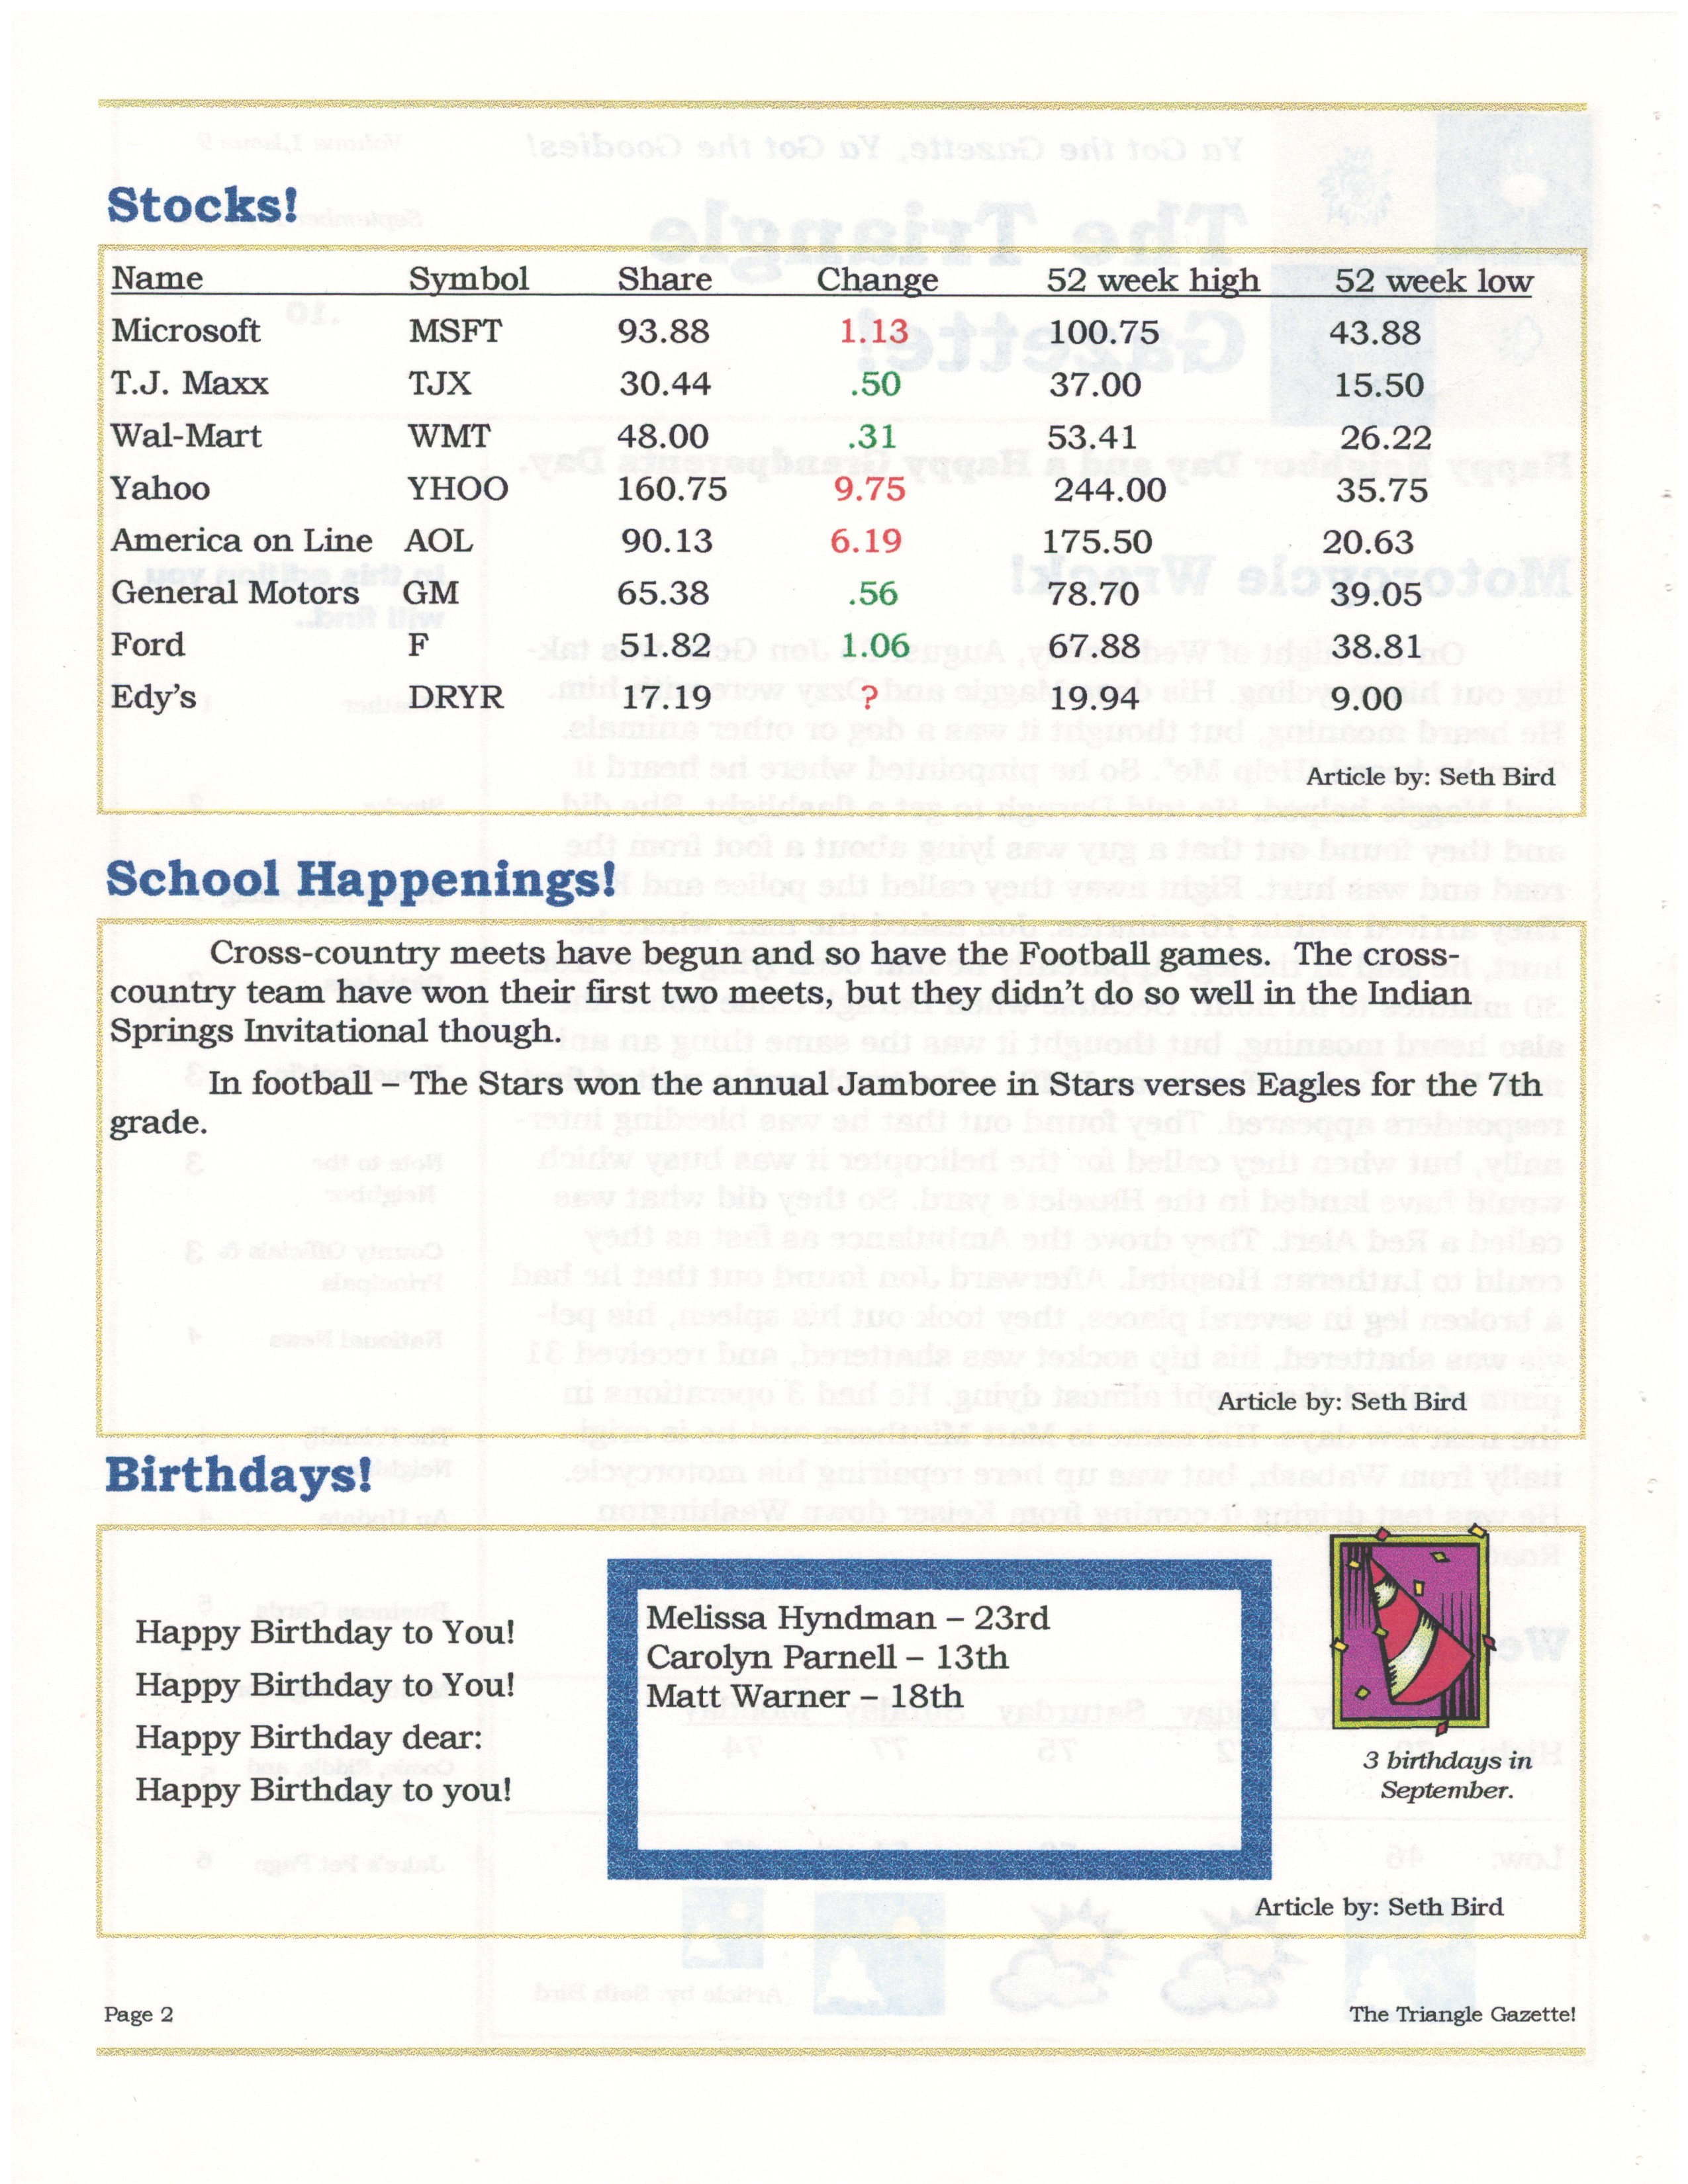 Stocks!
Name Symbol Share Change 52 week high 52 week low
Microsoft MSFT 93.88 1.13 100.75 43.88
T.J. Maxx TJX 30.44 .50 37.00 15.50
Wal-Mart WMT 48.00 .31 53.41 26.22
Yahoo YHOO 160.75 9.75 244.00 35.75
America on Line AOL 90.13 6.19 175.50 20.63
General Motors GM 65.38 .56 78.70 39.05
Ford F 51.82 1.06 67.88 38.81
Edy's DRYR 17.19 ? 19.94 9.00
Article by: Seth Bird
School Happenings!
Cross-country meets have begun and so have the Football games. The cross-
country team have won their first two meets, but they didn't do so well in the Indian
Springs Invitational though.
In football – The Stars won the annual Jamboree in Stars verses Eagles for the 7th
grade.
Article by: Seth Bird
Birthdays!
Happy Birthday to You!
Happy Birthday to You!
Happy Birthday dear:
Happy Birthday to you!
Melissa Hyndman – 23rd
Carolyn Parnell – 13th
Matt Warner – 18th
3 birthdays in
September.
Article by: Seth Bird
Page 2
The Triangle Gazette!